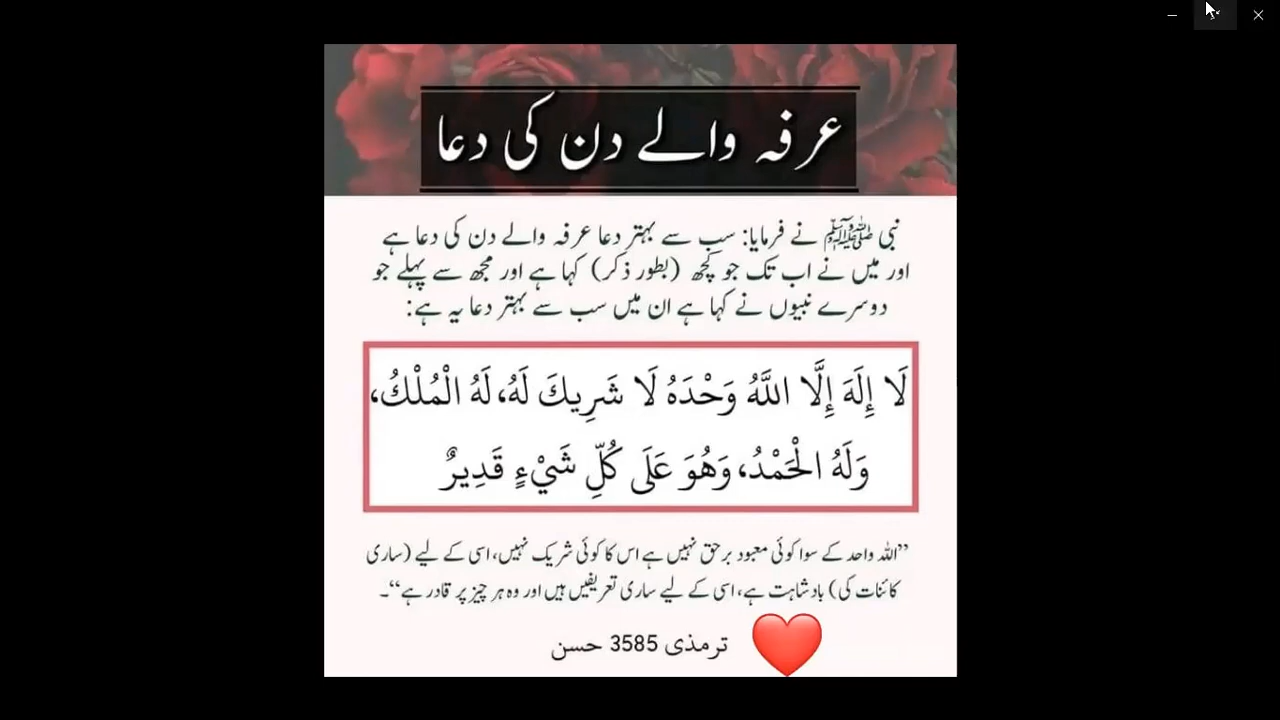 عرفہ والے دن کی دعا
نبی ﷺ نے فرمایا: سب سے بہتر دعا عرفہ والے دن کی دعا ہے
اور میں نے اب تک جو کچھ (بطور ذکر) کہا ہے اور مجھ سے پہلے جو
دوسرے نبیوں نے کہا ہے ان میں سب سے بہتر دعا یہ ہے:
لَا إِلَهَ إِلَّا اللَّهُ وَحْدَهُ لَا شَرِيكَ لَهُ، لَهُ الْمُلْكُ،
وَلَهُ الْحَمْدُ، وَهُوَ عَلَى كُلِّ شَيْءٍ قَدِيرٌ
”اللہ واحد کے سوا کوئی معبود برحق نہیں ہے اس کا کوئی شریک نہیں، اسی کے لیے (ساری
کائنات کی) بادشاہت ہے، اسی کے لیے ساری تعریفیں ہیں اور وہ ہر چیز پر قادر ہے“۔
ترمذی 3585 حسن